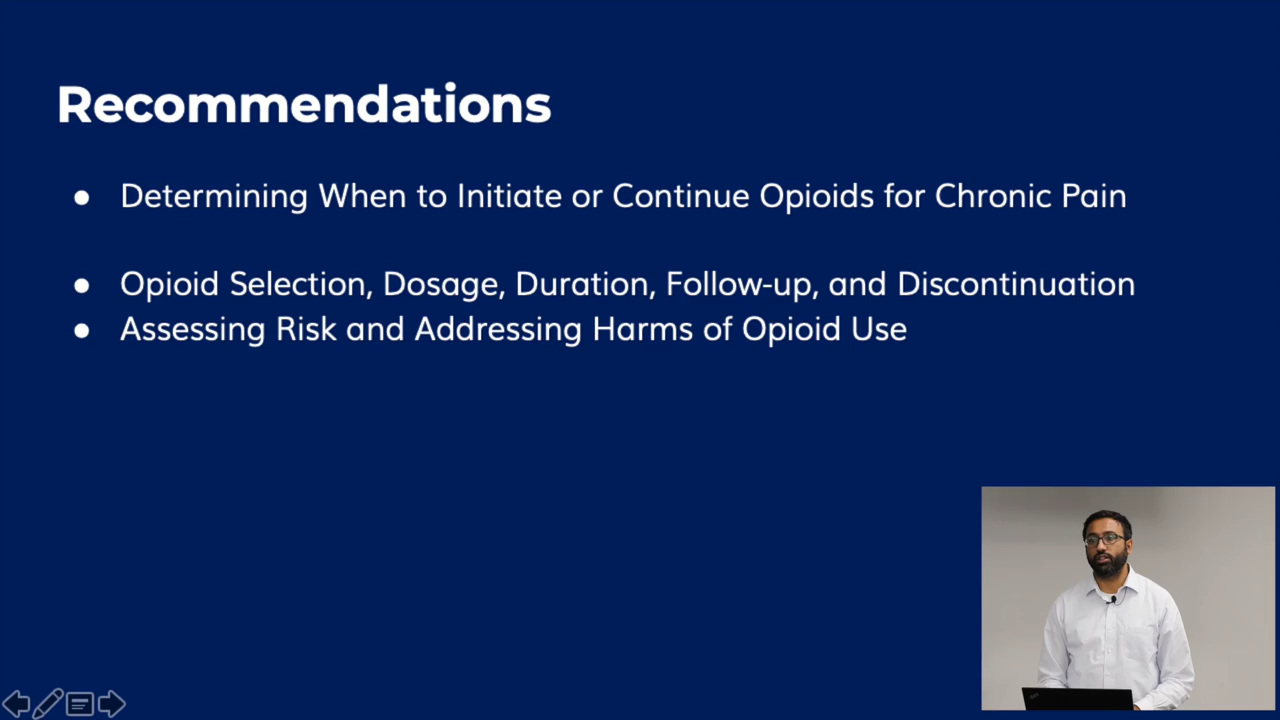 Recommendations
● Determining When to Initiate or Continue Opioids for Chronic Pain
● Opioid Selection, Dosage, Duration, Follow-up, and Discontinuation
● Assessing Risk and Addressing Harms of Opioid Use